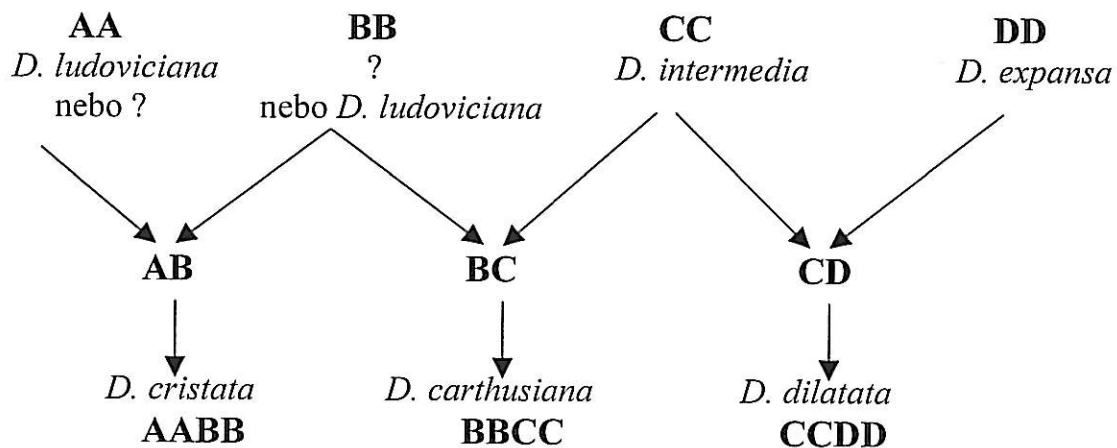 AA BB CC DD
D. ludoviciana ? D. intermedia D. expansa
nebo ? nebo D. ludoviciana
AB BC CD
D. cristata D. carthusiana D. dilatata
AABB BBCC CCDD